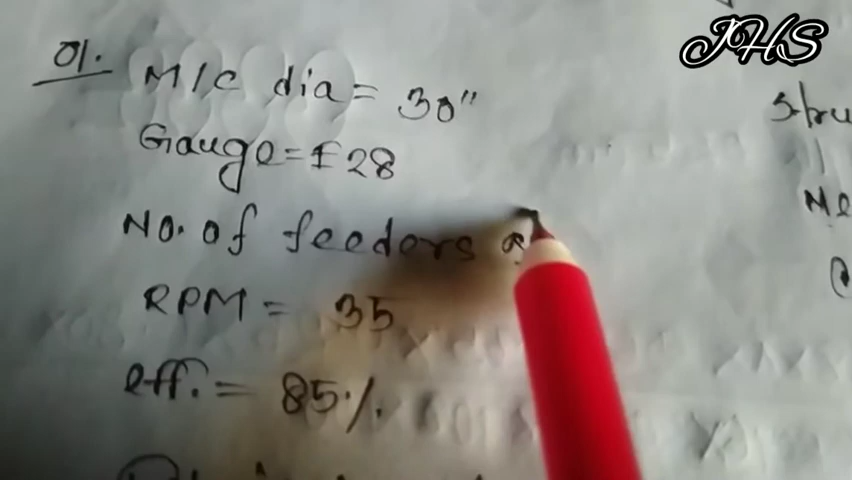 JHS
01. M/C dia = 30"
Gauge = E28
No. of feeders
RPM = 35
eff. = 85%